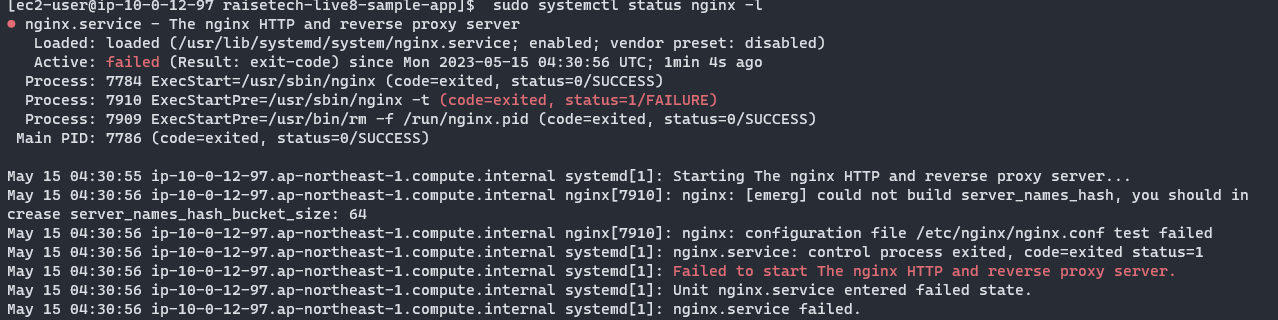 [ec2-user@ip-10-0-12-97 raisetech-live8-sample-app]$  sudo systemctl status nginx -l
● nginx.service - The nginx HTTP and reverse proxy server
   Loaded: loaded (/usr/lib/systemd/system/nginx.service; enabled; vendor preset: disabled)
   Active: failed (Result: exit-code) since Mon 2023-05-15 04:30:56 UTC; 1min 4s ago
  Process: 7784 ExecStart=/usr/sbin/nginx (code=exited, status=0/SUCCESS)
  Process: 7910 ExecStartPre=/usr/sbin/nginx -t (code=exited, status=1/FAILURE)
  Process: 7909 ExecStartPre=/usr/bin/rm -f /run/nginx.pid (code=exited, status=0/SUCCESS)
 Main PID: 7786 (code=exited, status=0/SUCCESS)

May 15 04:30:55 ip-10-0-12-97.ap-northeast-1.compute.internal systemd[1]: Starting The nginx HTTP and reverse proxy server...
May 15 04:30:56 ip-10-0-12-97.ap-northeast-1.compute.internal nginx[7910]: nginx: [emerg] could not build server_names_hash, you should in
crease server_names_hash_bucket_size: 64
May 15 04:30:56 ip-10-0-12-97.ap-northeast-1.compute.internal nginx[7910]: nginx: configuration file /etc/nginx/nginx.conf test failed
May 15 04:30:56 ip-10-0-12-97.ap-northeast-1.compute.internal systemd[1]: nginx.service: control process exited, code=exited status=1
May 15 04:30:56 ip-10-0-12-97.ap-northeast-1.compute.internal systemd[1]: Failed to start The nginx HTTP and reverse proxy server.
May 15 04:30:56 ip-10-0-12-97.ap-northeast-1.compute.internal systemd[1]: Unit nginx.service entered failed state.
May 15 04:30:56 ip-10-0-12-97.ap-northeast-1.compute.internal systemd[1]: nginx.service failed.